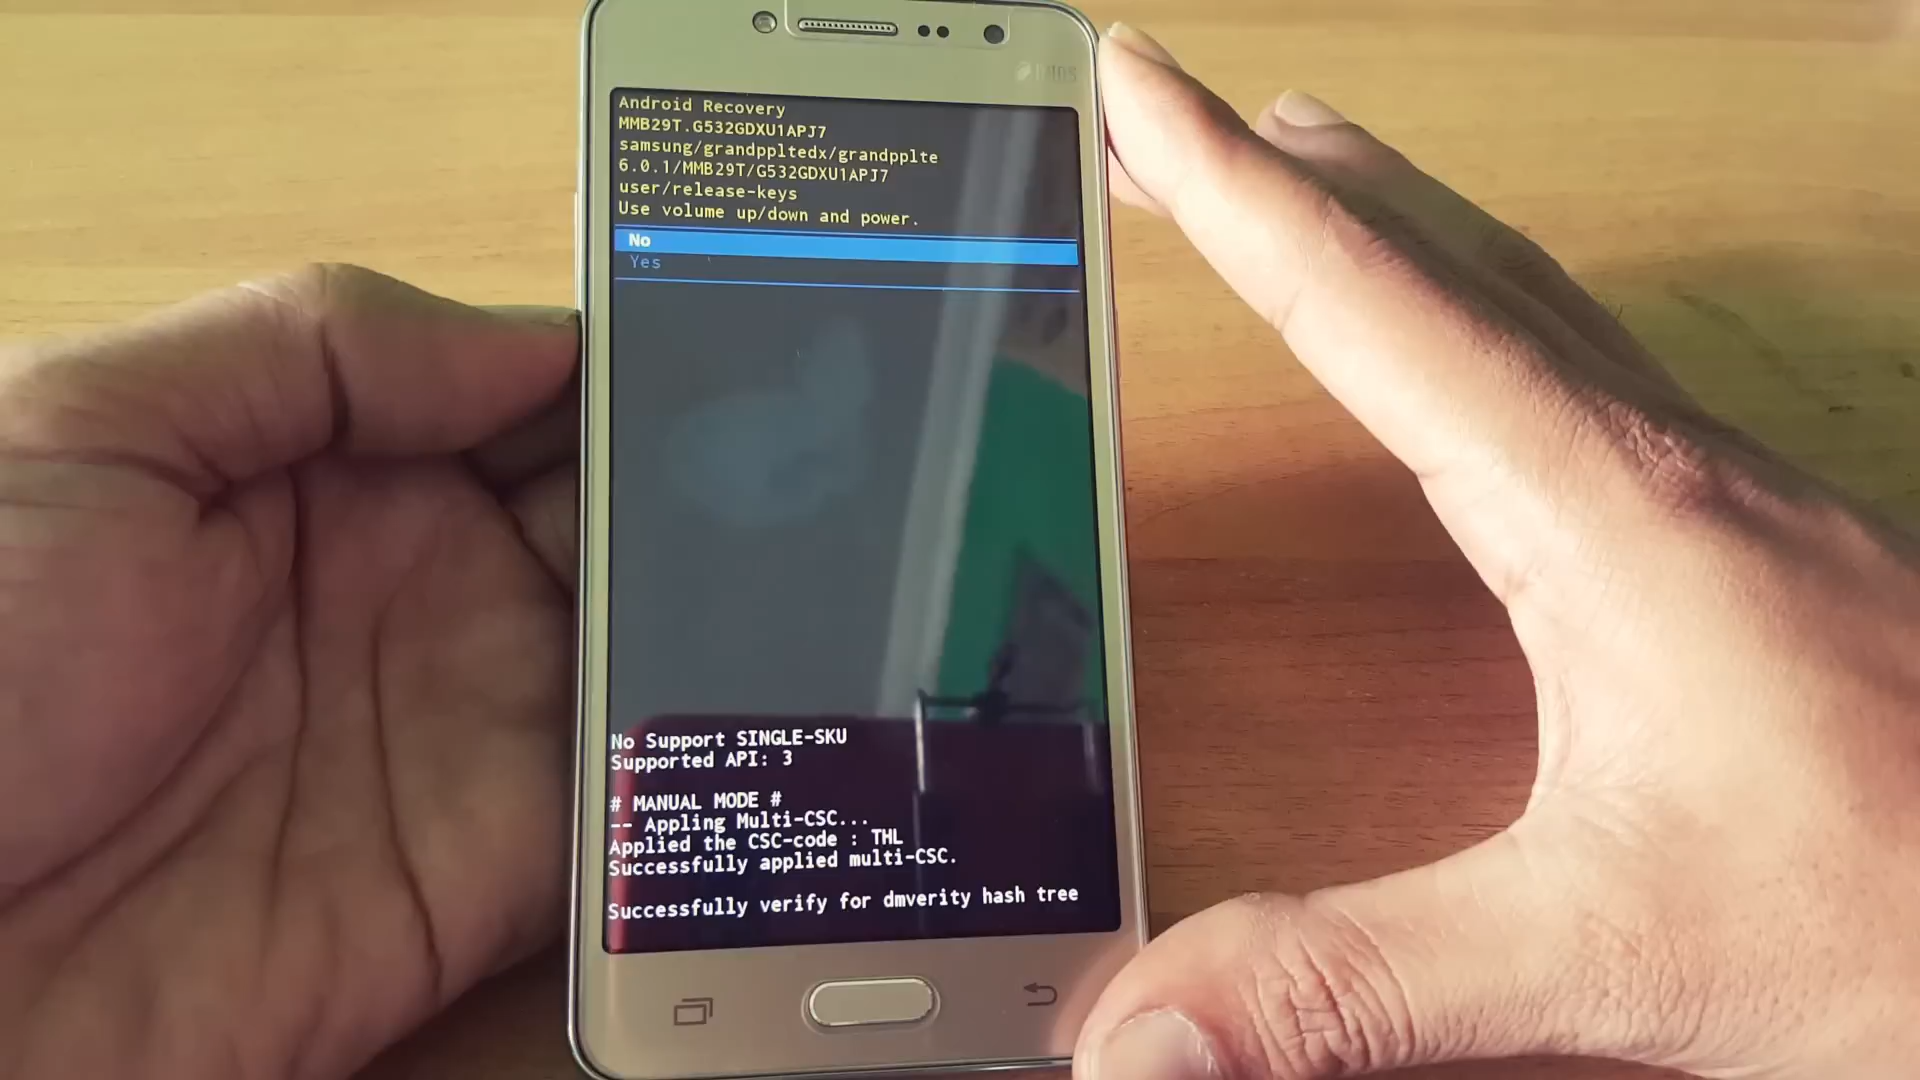 Android Recovery
MMB29T.G532GDXU1APJ7
samsung/grandppltedx/grandpplte
6.0.1/MMB29T/G532GDXU1APJ7
user/release-keys
Use volume up/down and power.
No
Yes
No Support SINGLE-SKU
Supported API: 3
# MANUAL MODE #
-- Appling Multi-CSC...
Applied the CSC-code : THL
Successfully applied multi-CSC.
Successfully verify for dmverity hash tree